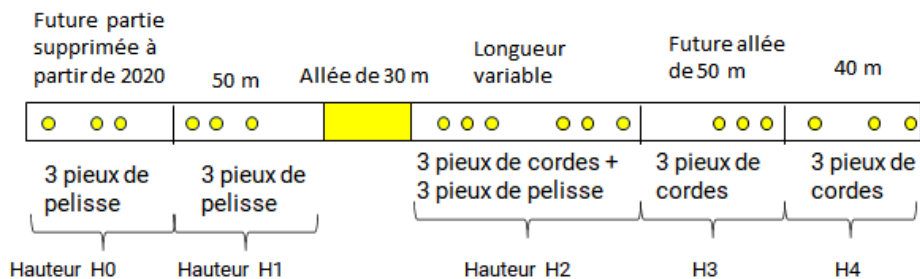 Future partie
supprimée à
partir de 2020
50 m
Allée de 30 m
Longueur
variable
Future allée
de 50 m
40 m
3 pieux de
pelisse
3 pieux de
pelisse
3 pieux de cordes +
3 pieux de pelisse
3 pieux de
cordes
3 pieux de
cordes
Hauteur H0
Hauteur H1
Hauteur H2
H3
H4